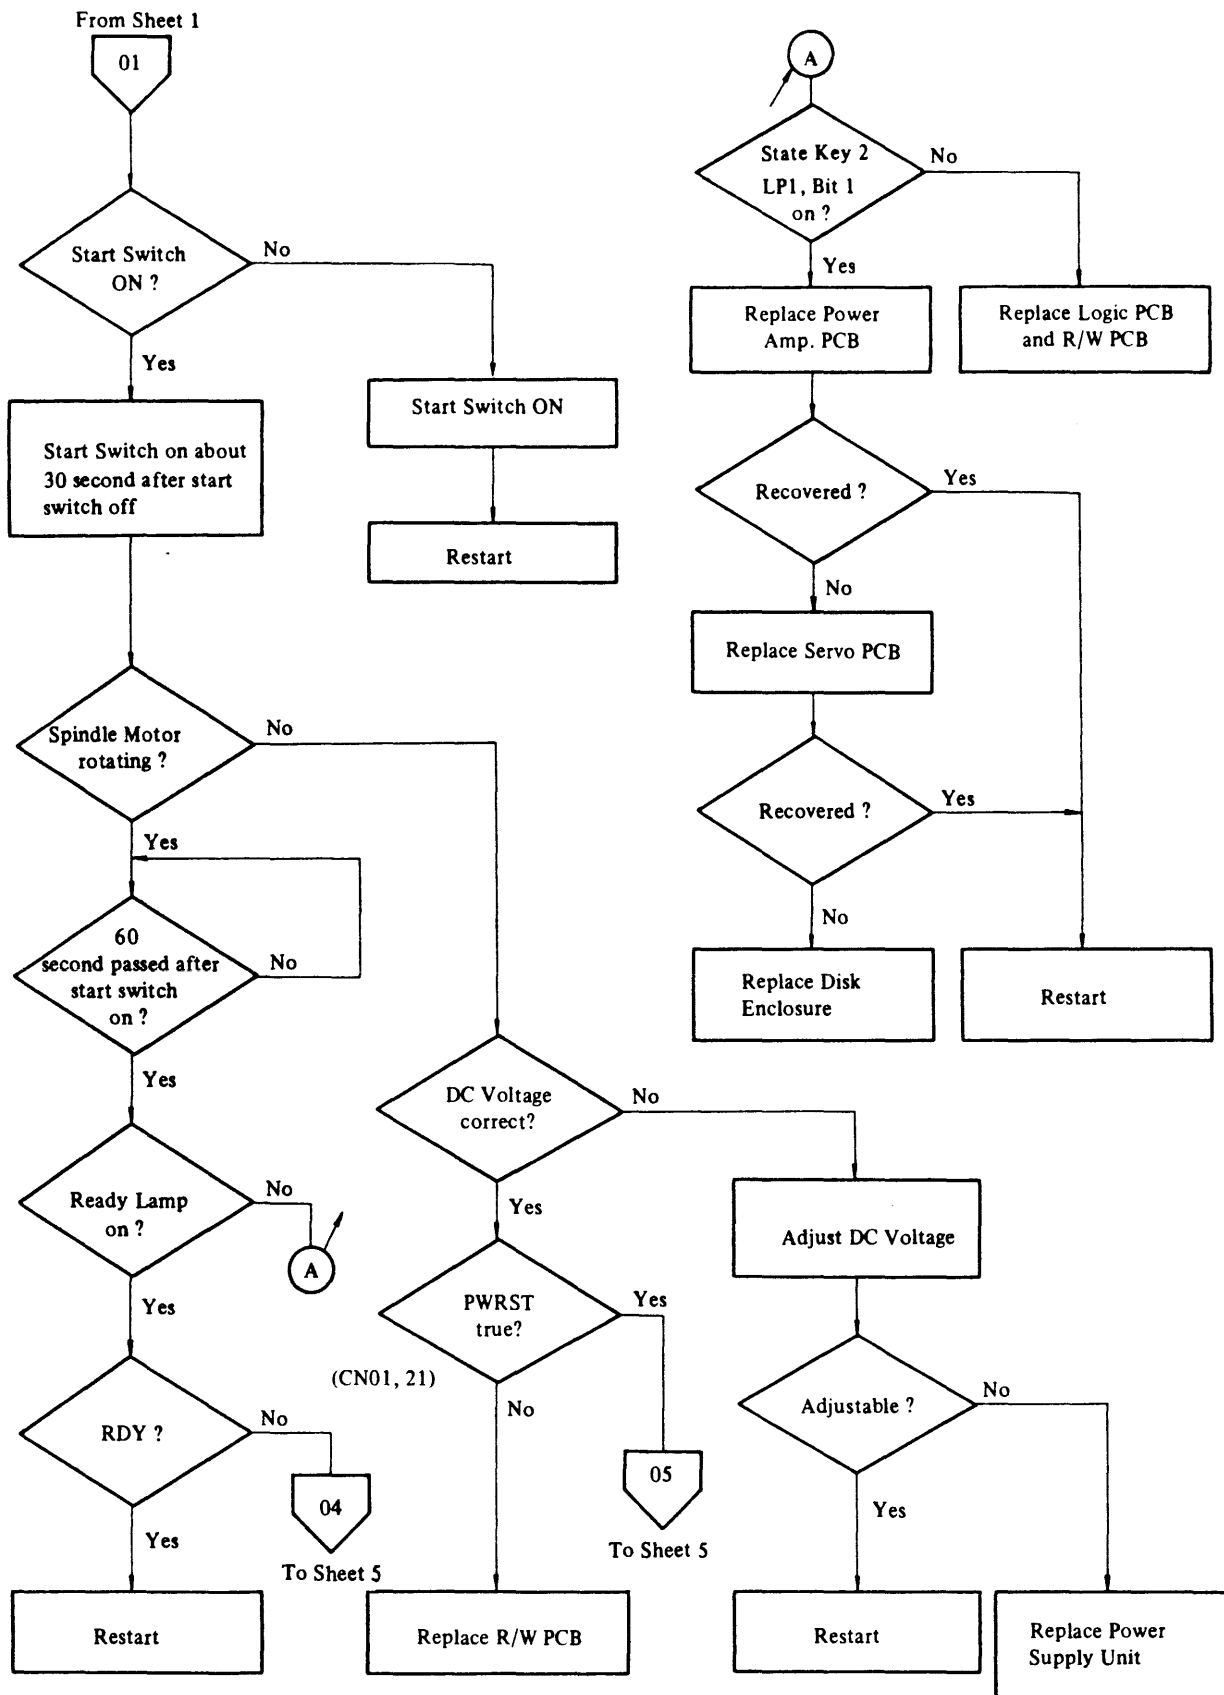 From Sheet 1
01
Start Switch
ON ?
No
Yes
Start Switch on about
30 second after start
switch off
Start Switch ON
Restart
Spindle Motor
rotating ?
No
Yes
60
second passed after
start switch
on ?
No
Yes
Ready Lamp
on ?
No
A
Yes
RDY ?
No
04
To Sheet 5
Yes
Restart
DC Voltage
correct?
No
Yes
PWRST
true?
Yes
(CN01, 21)
No
05
To Sheet 5
Replace R/W PCB
Adjust DC Voltage
Adjustable ?
No
Yes
Restart
Replace Power
Supply Unit
A
State Key 2
LP1, Bit 1
on ?
No
Yes
Replace Power
Amp. PCB
Replace Logic PCB
and R/W PCB
Recovered ?
Yes
No
Replace Servo PCB
Recovered ?
Yes
No
Replace Disk
Enclosure
Restart